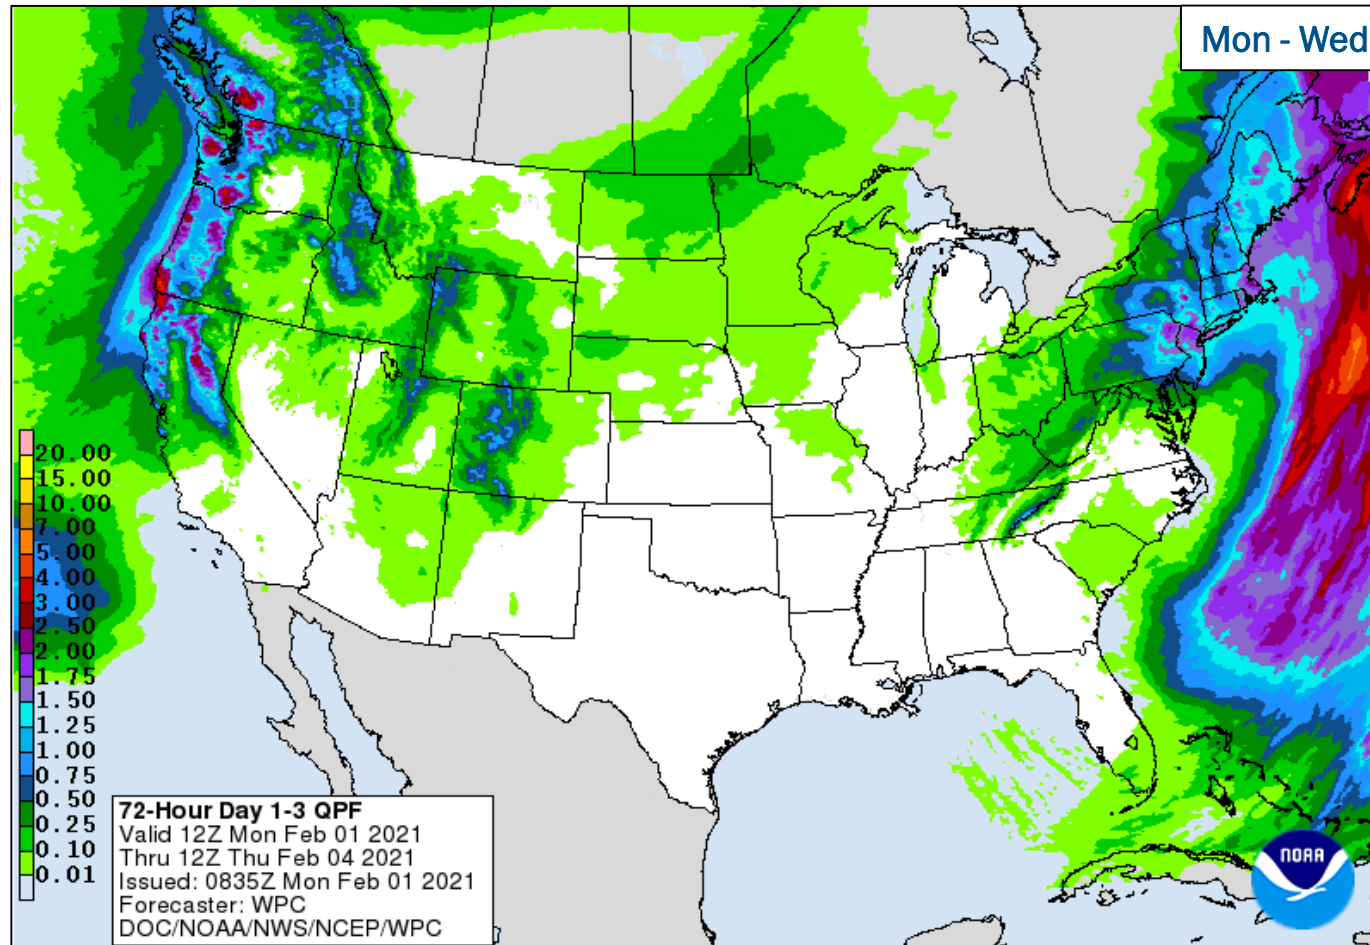 Mon - Wed
20.00
15.00
10.00
7.00
5.00
4.00
3.00
2.50
2.00
1.75
1.50
1.25
1.00
0.75
0.50
0.25
0.10
0.01
72-Hour Day 1-3 QPF
Valid 12Z Mon Feb 01 2021
Thru 12Z Thu Feb 04 2021
Issued: 0835Z Mon Feb 01 2021
Forecaster: WPC
DOC/NOAA/NWS/NCEP/WPC
NOAA